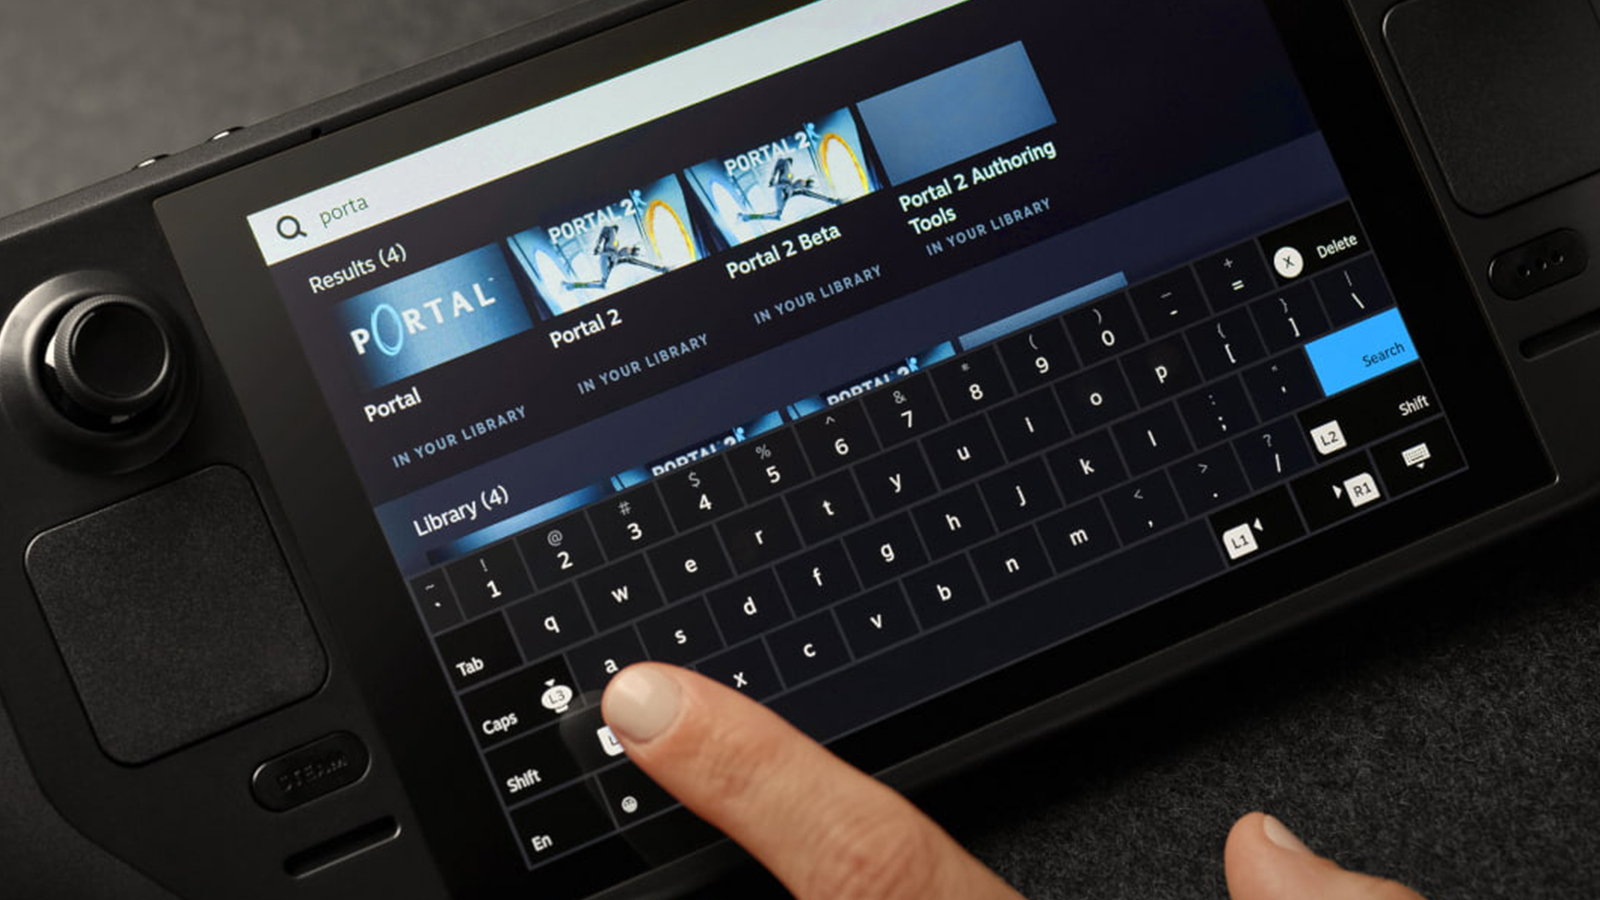 porta
Results (4)
PORTAL
Portal
IN YOUR LIBRARY
PORTAL 2
Portal 2
IN YOUR LIBRARY
PORTAL 2
Portal 2 Beta
IN YOUR LIBRARY
Portal 2 Authoring
Tools
IN YOUR LIBRARY
Library (4)
PORTAL 2
PORTAL 2
~ ! @ # $ % ^ & * ( ) _ +
` 1 2 3 4 5 6 7 8 9 0 - = X Delete
Tab q w e r t y u i o p { [ } ] | \
Caps L3 a s d f g h j k l : ; " ' Search
Shift x c v b n m < , > . ? / L2 Shift
En L1 R1
STEAM